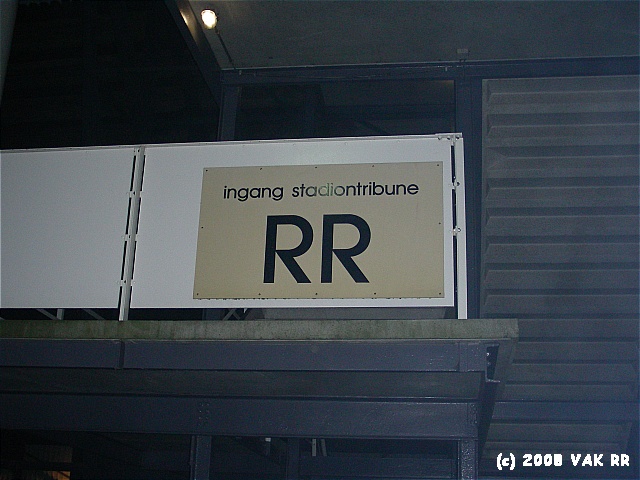 ingang stadiontribune
RR
(c) 2008 VAK RR